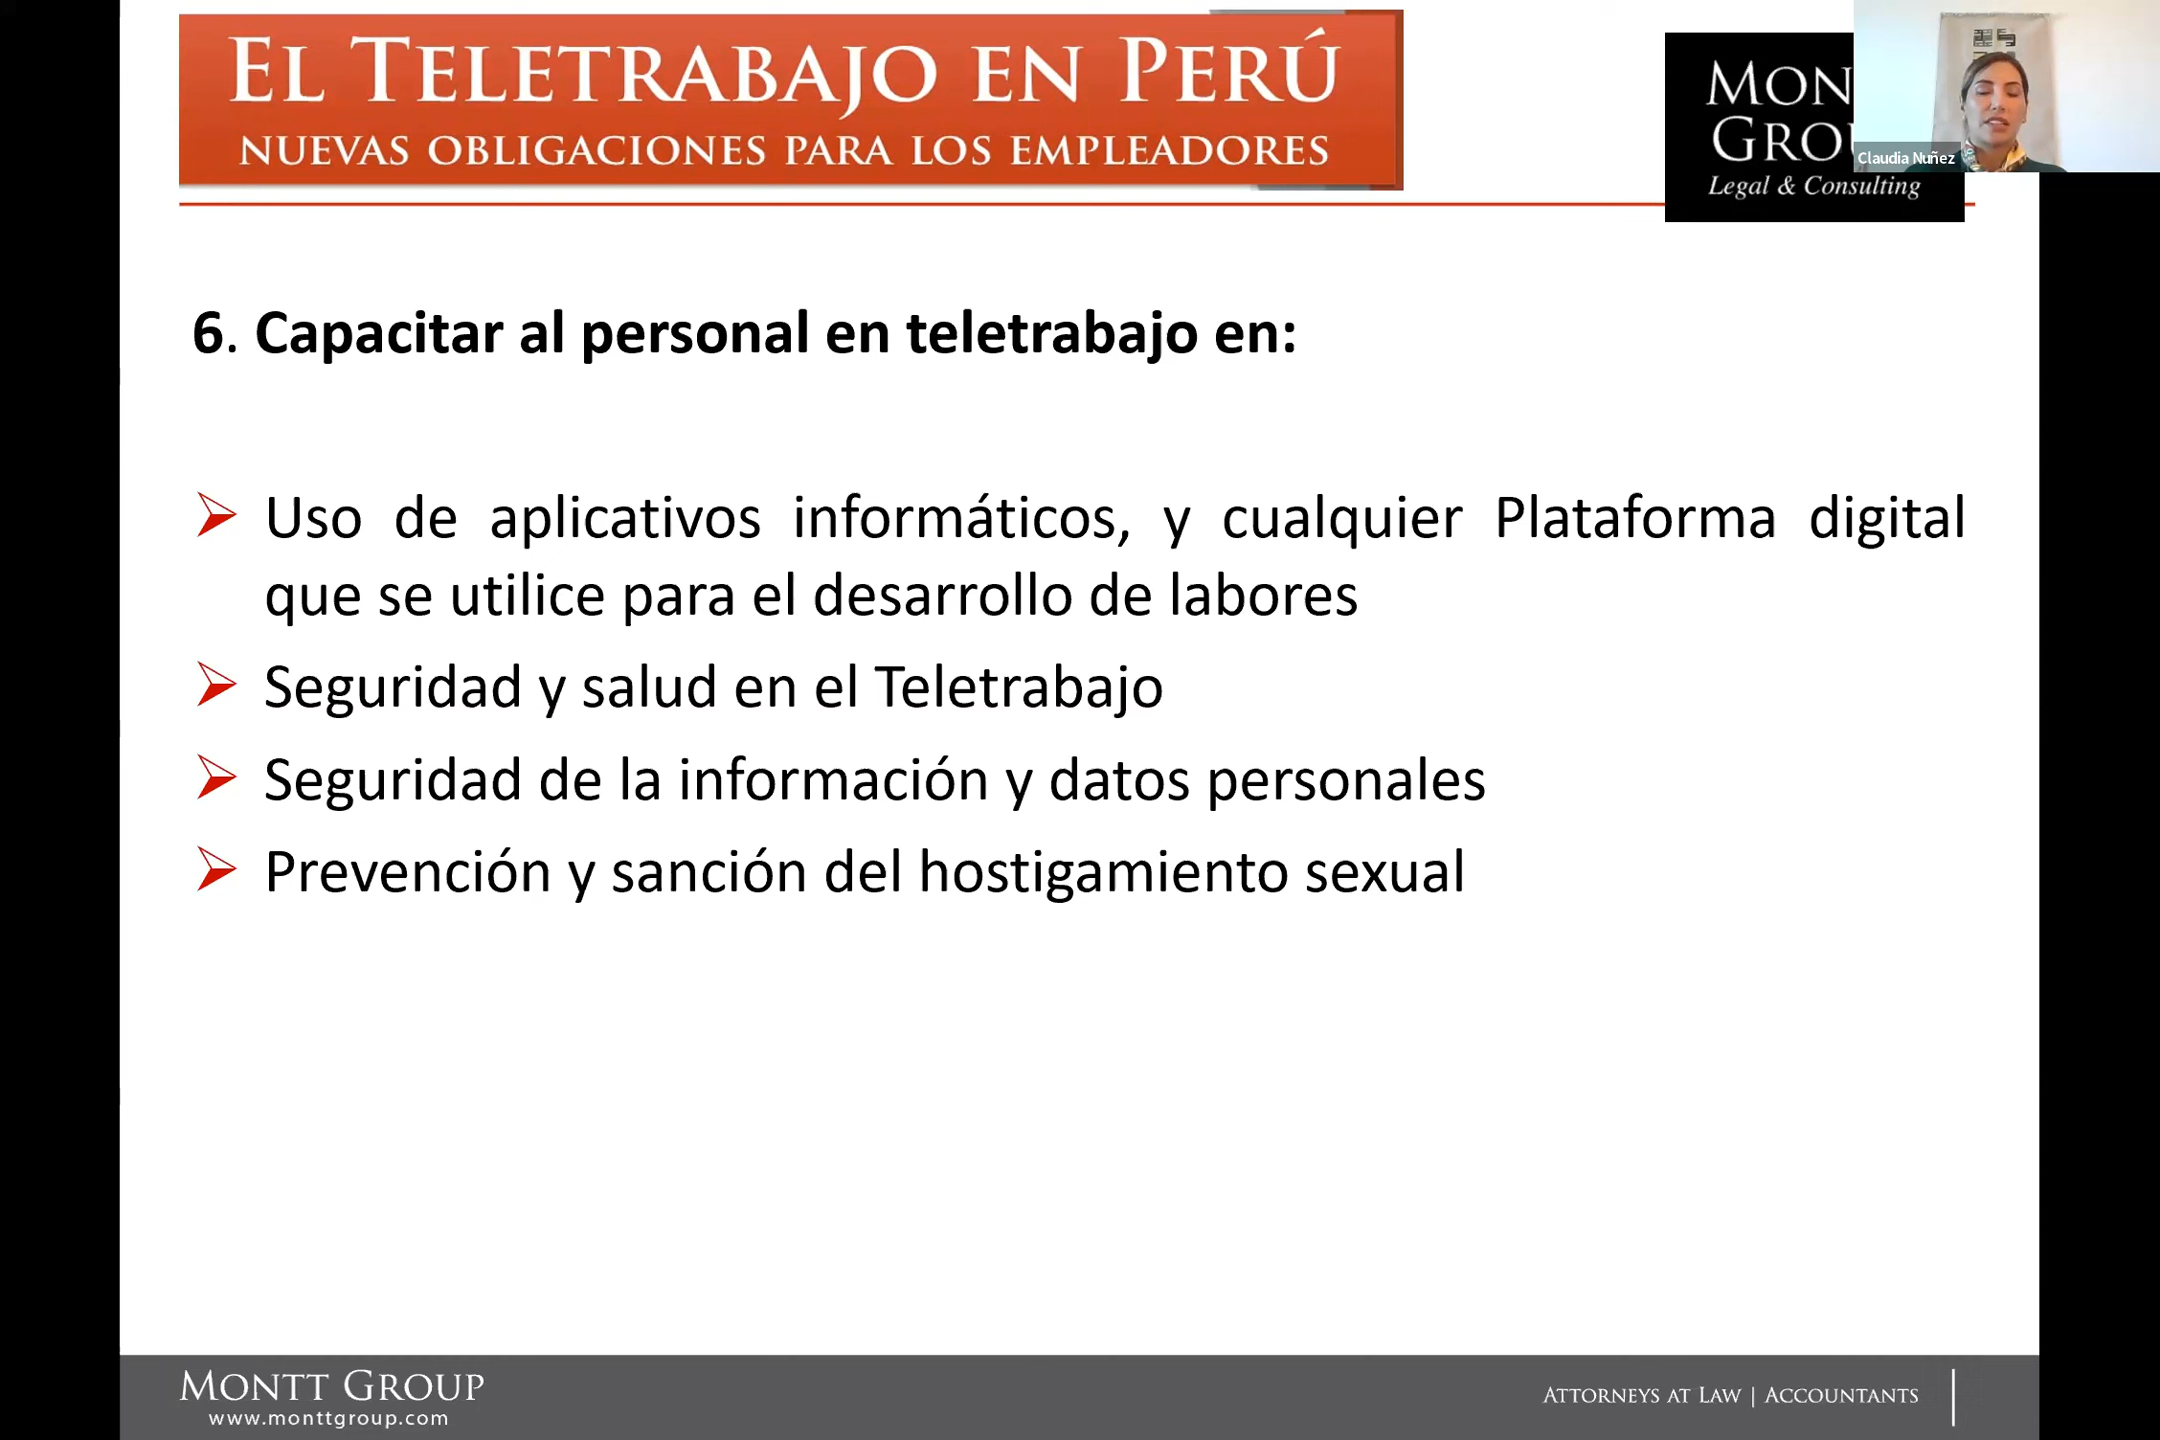 EL TELETRABAJO EN PERÚ
NUEVAS OBLIGACIONES PARA LOS EMPLEADORES
Legal & Consulting
Claudia Nuñez
6. Capacitar al personal en teletrabajo en:
Uso de aplicativos informáticos, y cualquier Plataforma digital
que se utilice para el desarrollo de labores
Seguridad y salud en el Teletrabajo
Seguridad de la información y datos personales
Prevención y sanción del hostigamiento sexual
MONTT GROUP
www.monttgroup.com
ATTORNEYS AT LAW | ACCOUNTANTS